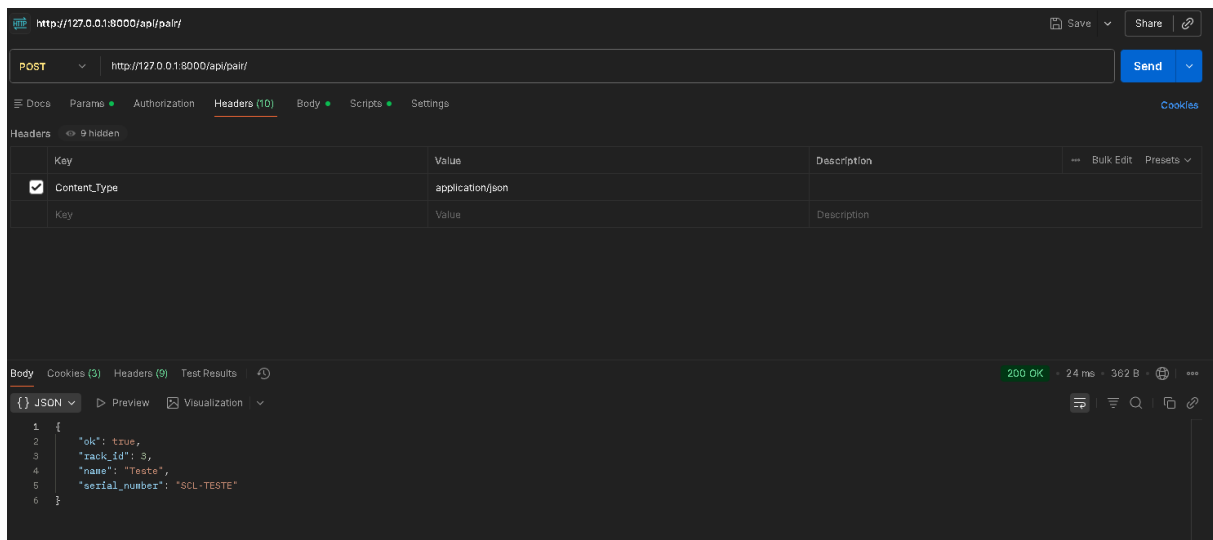 HTTP http://127.0.0.1:8000/api/pair/ Save Share
POST http://127.0.0.1:8000/api/pair/ Send
Docs Params Authorization Headers (10) Body Scripts Settings Cookies
Headers 9 hidden
Key Value Description Bulk Edit Presets
Content_Type application/json
Key Value Description
Body Cookies (3) Headers (9) Test Results 200 OK 24 ms 362 B
{} JSON Preview Visualization
1 {
2 "ok": true,
3 "rack_id": 3,
4 "name": "Teste",
5 "serial_number": "SCL-TESTE"
6 }